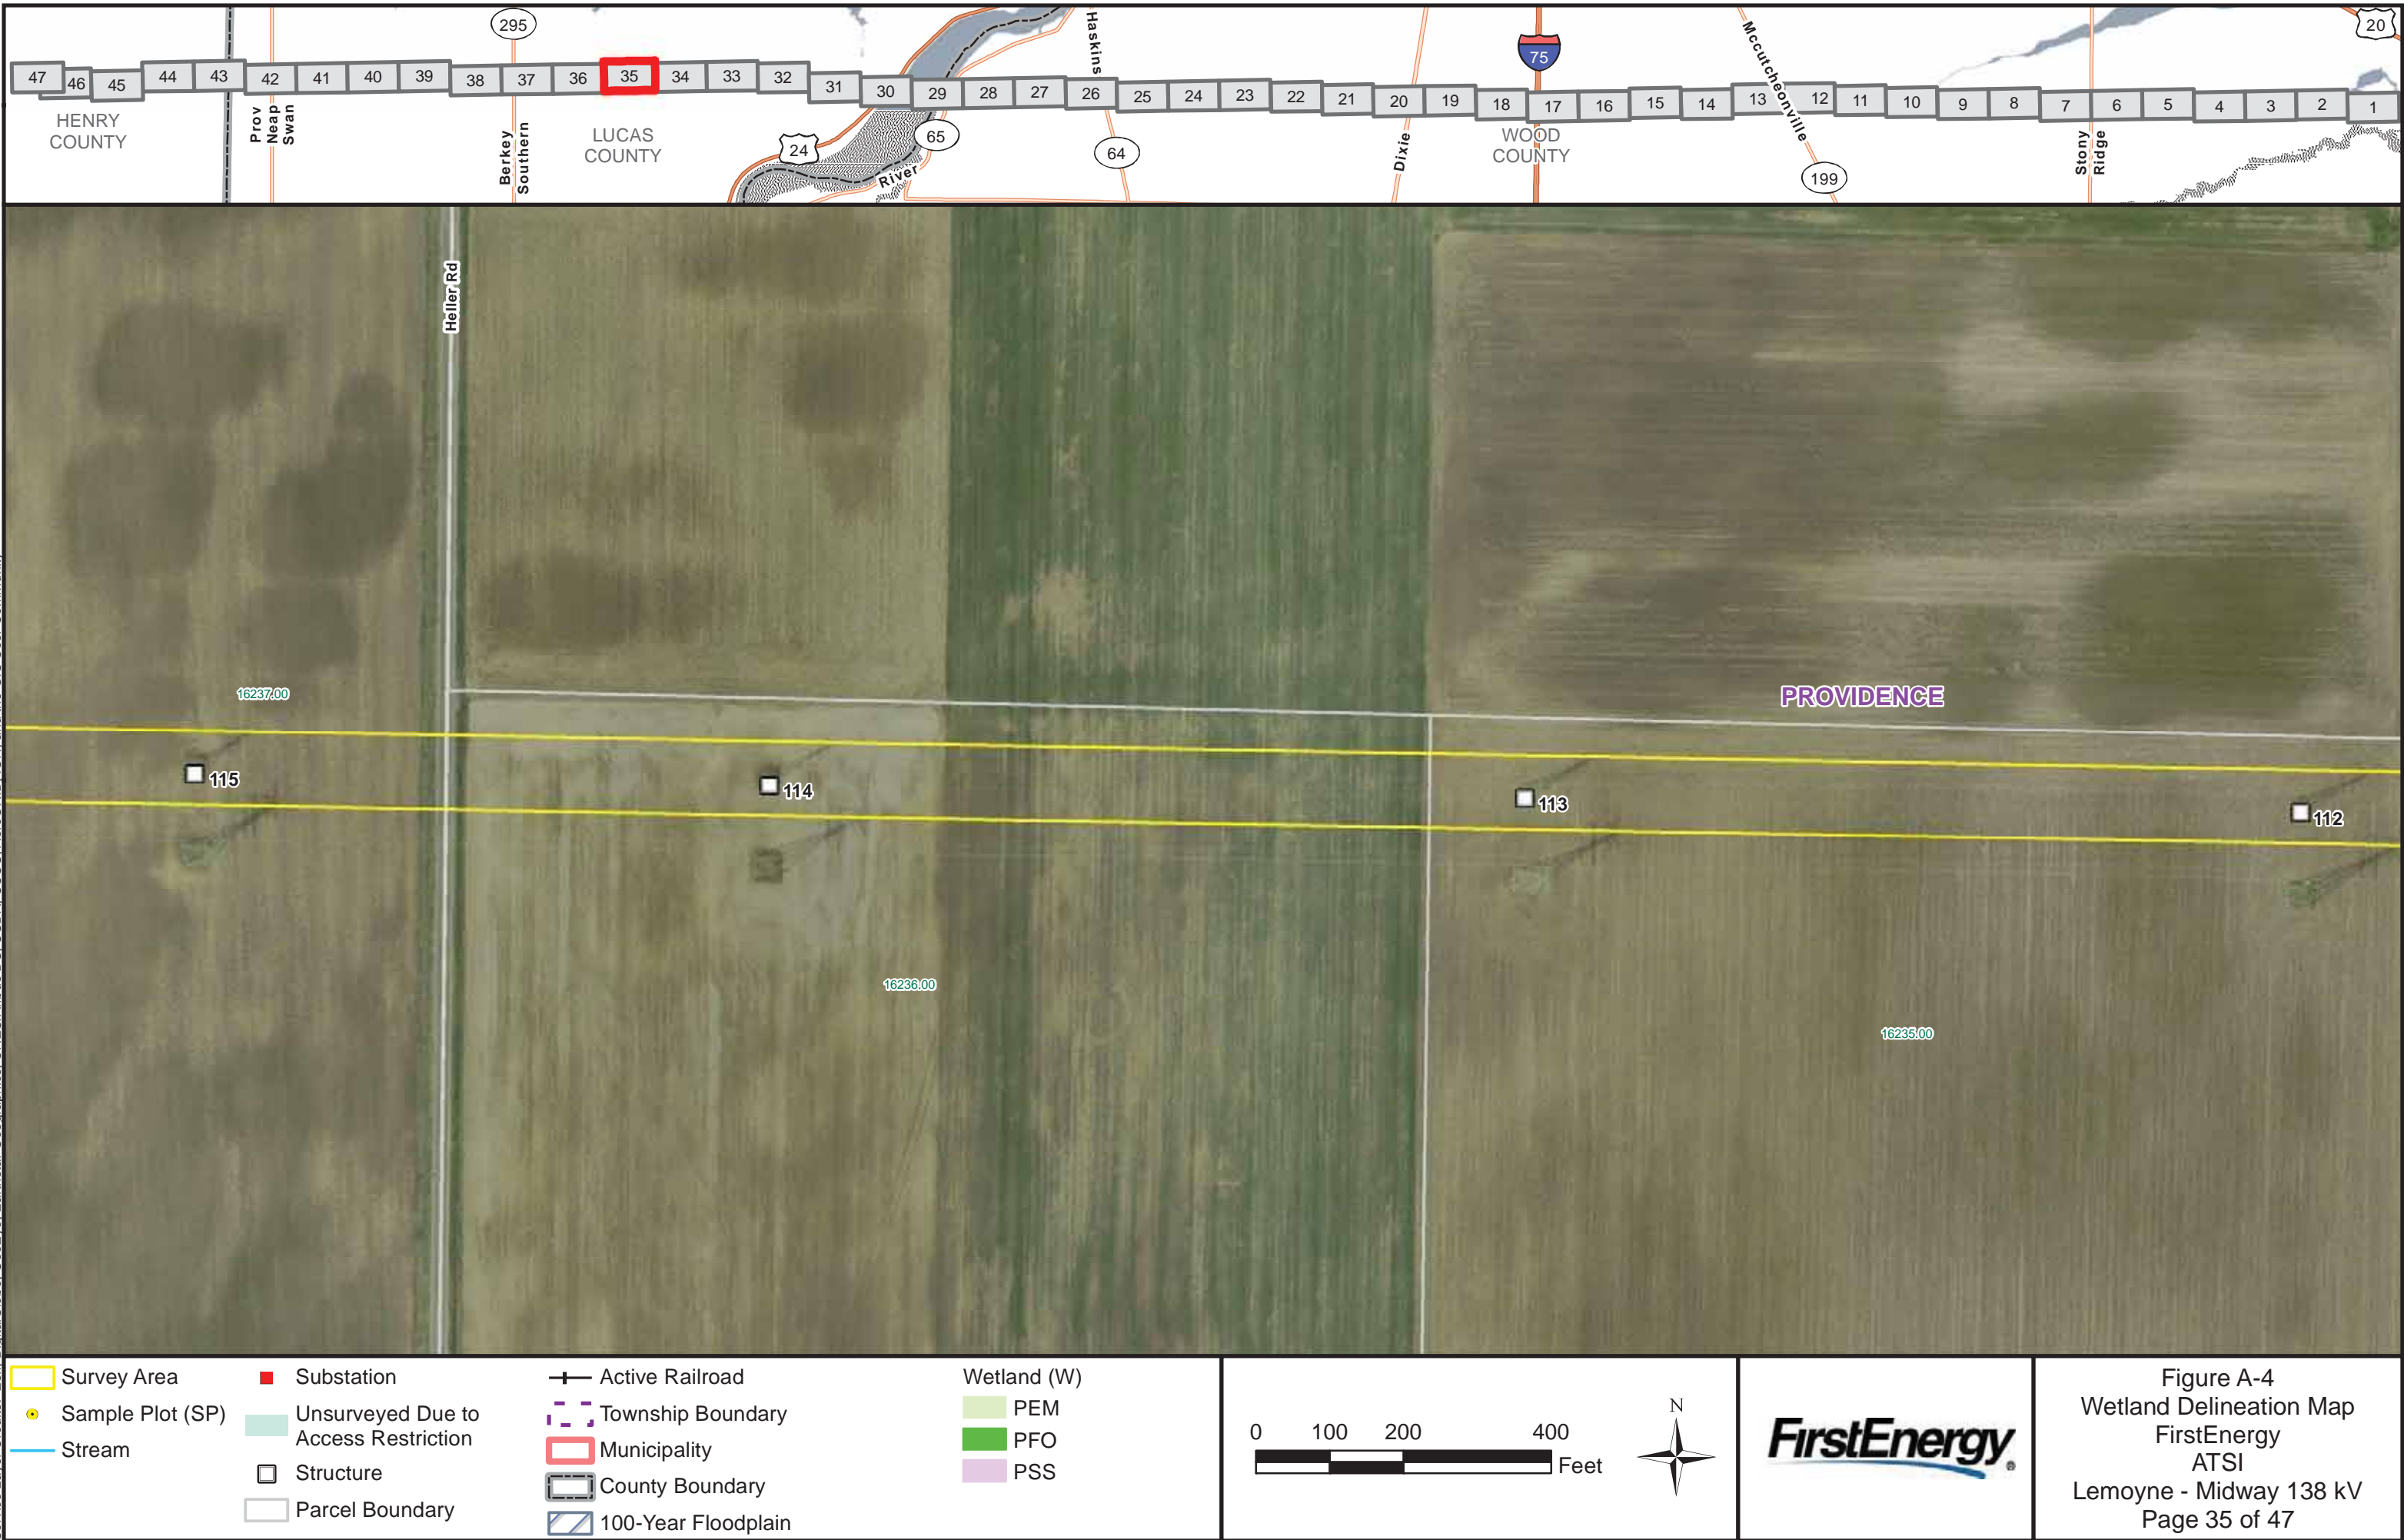 295
20
75
47 46 45 44 43 42 41 40 39 38 37 36 35 34 33 32 31 30 29 28 27 26 25 24 23 22 21 20 19 18 17 16 15 14 13 12 11 10 9 8 7 6 5 4 3 2 1
HENRY
COUNTY
Prov
Neap
Swan
Berkey
Southern
LUCAS
COUNTY
24
65
River
Haskins
64
Dixie
WOOD
COUNTY
Mccutcheonville
199
Stony
Ridge
Heller Rd
16237.00
PROVIDENCE
115
114
113
112
16236.00
16235.00
Survey Area
Sample Plot (SP)
Stream
Substation
Unsurveyed Due to
Access Restriction
Structure
Parcel Boundary
Active Railroad
Township Boundary
Municipality
County Boundary
100-Year Floodplain
Wetland (W)
PEM
PFO
PSS
0 100 200 400
Feet
N
FirstEnergy®
Figure A-4
Wetland Delineation Map
FirstEnergy
ATSI
Lemoyne - Midway 138 kV
Page 35 of 47